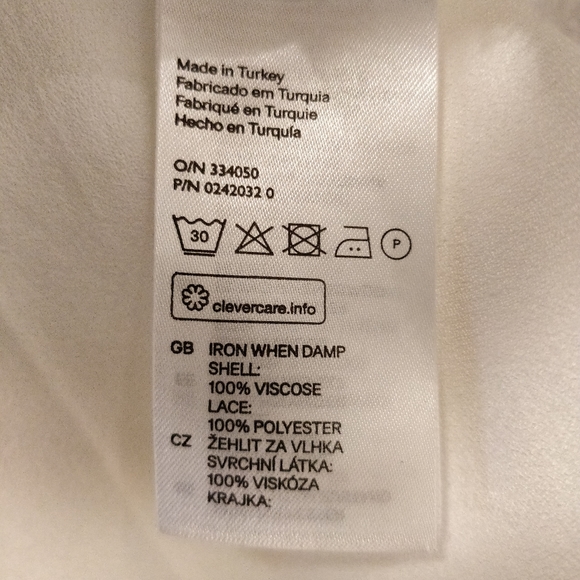 Made in Turkey
Fabricado em Turquia
Fabriqué en Turquie
Hecho en Turquía
O/N 334050
P/N 0242032 0
30
P
clevercare.info
GB IRON WHEN DAMP
SHELL:
100% VISCOSE
LACE:
100% POLYESTER
CZ ŽEHLIT ZA VLHKA
SVRCHNÍ LÁTKA:
100% VISKÓZA
KRAJKA: